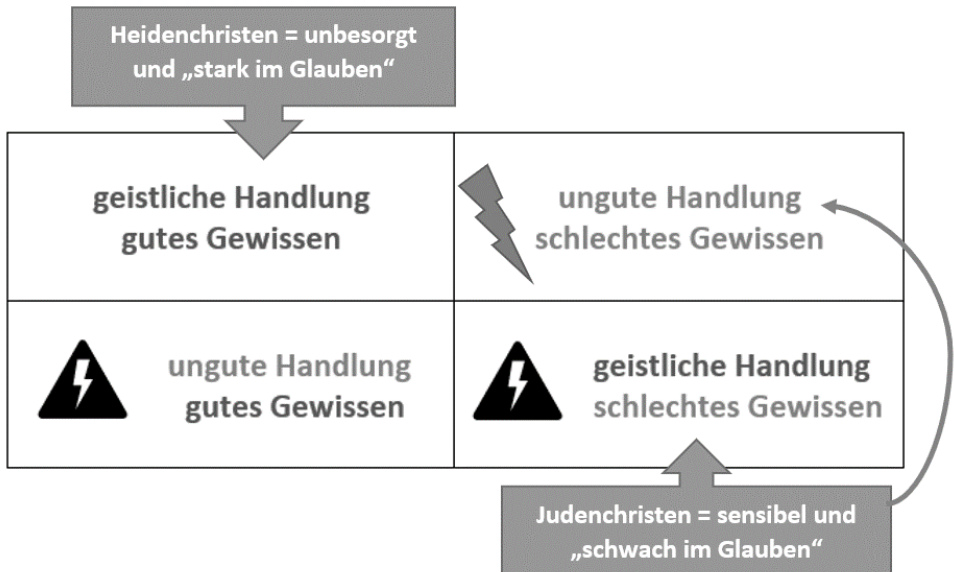 Heidenchristen = unbesorgt
und „stark im Glauben“
geistliche Handlung
gutes Gewissen
ungute Handlung
schlechtes Gewissen
ungute Handlung
gutes Gewissen
geistliche Handlung
schlechtes Gewissen
Judenchristen = sensibel und
„schwach im Glauben“